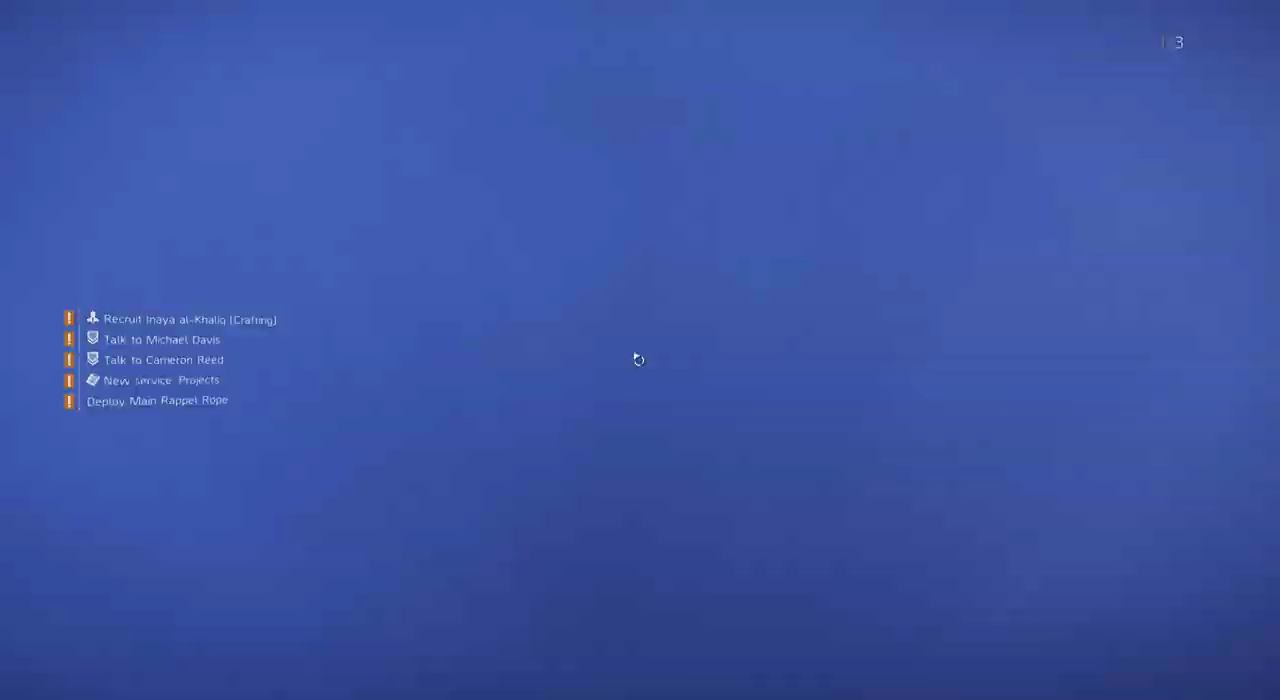 3
Recruit Inaya al-Khaliq (Crafting)
Talk to Michael Davis
Talk to Cameron Reed
New service: Projects
Deploy Main Rappel Rope